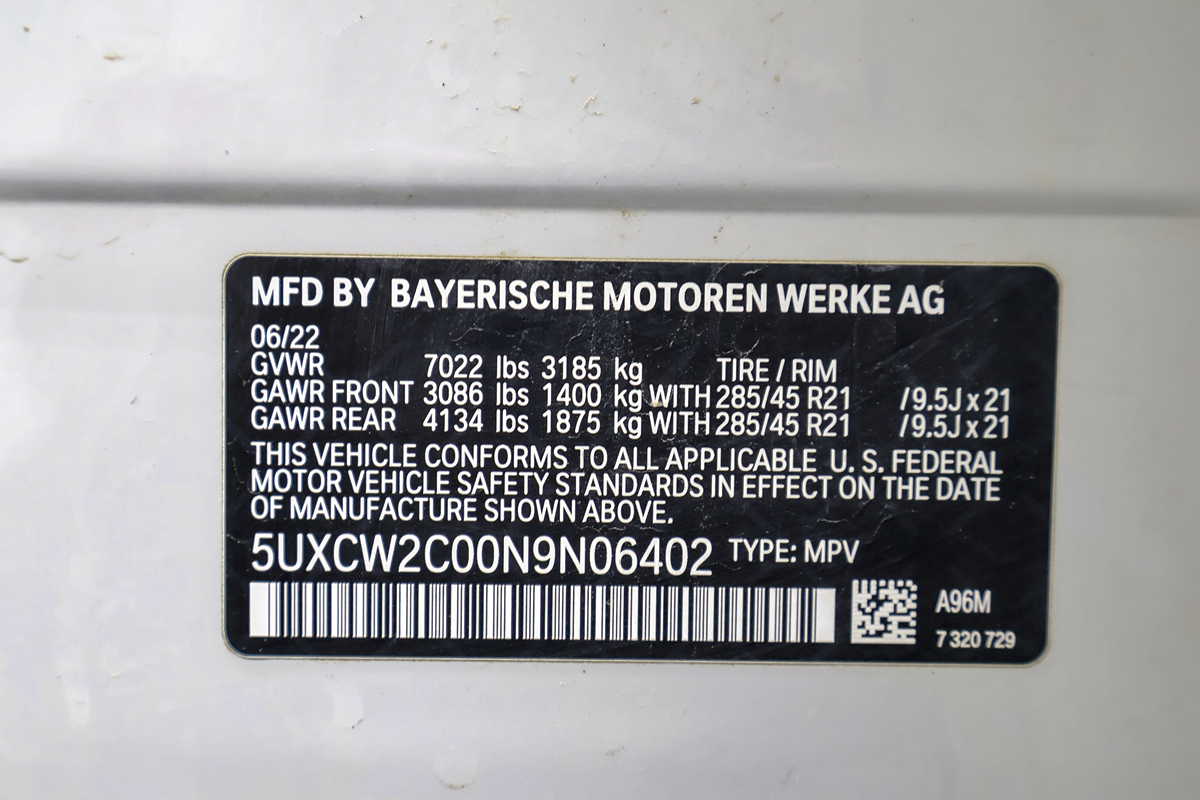 MFD BY BAYERISCHE MOTOREN WERKE AG
06/22
GVWR 7022 lbs 3185 kg TIRE / RIM
GAWR FRONT 3086 lbs 1400 kg WITH 285/45 R21 / 9.5J x 21
GAWR REAR 4134 lbs 1875 kg WITH 285/45 R21 / 9.5J x 21
THIS VEHICLE CONFORMS TO ALL APPLICABLE U. S. FEDERAL
MOTOR VEHICLE SAFETY STANDARDS IN EFFECT ON THE DATE
OF MANUFACTURE SHOWN ABOVE.
5UXCW2C00N9N06402 TYPE: MPV
A96M
7 320 729